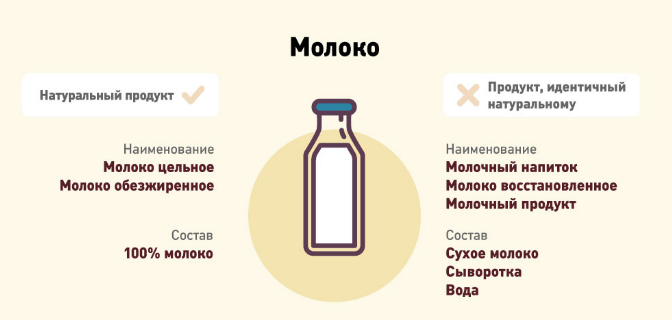 Молоко
Натуральный продукт
Наименование
Молоко цельное
Молоко обезжиренное
Состав
100% молоко
Продукт, идентичный
натуральному
Наименование
Молочный напиток
Молоко восстановленное
Молочный продукт
Состав
Сухое молоко
Сыворотка
Вода